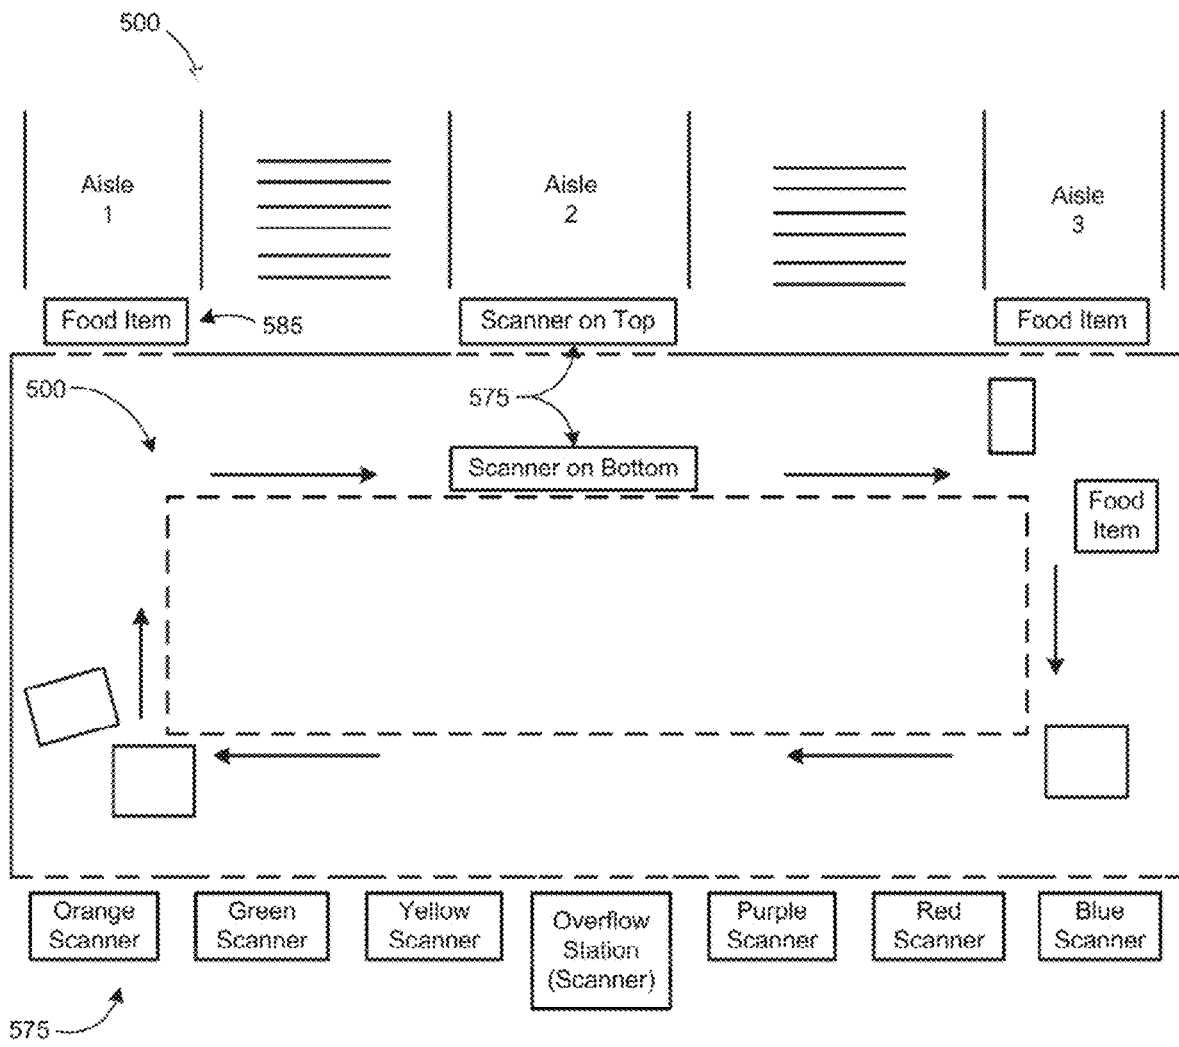 500
Aisle
1
Aisle
2
Aisle
3
Food Item
585
Scanner on Top
Food Item
500
575
Scanner on Bottom
Food
Item
Orange
Scanner
Green
Scanner
Yellow
Scanner
Overflow
Station
(Scanner)
Purple
Scanner
Red
Scanner
Blue
Scanner
575